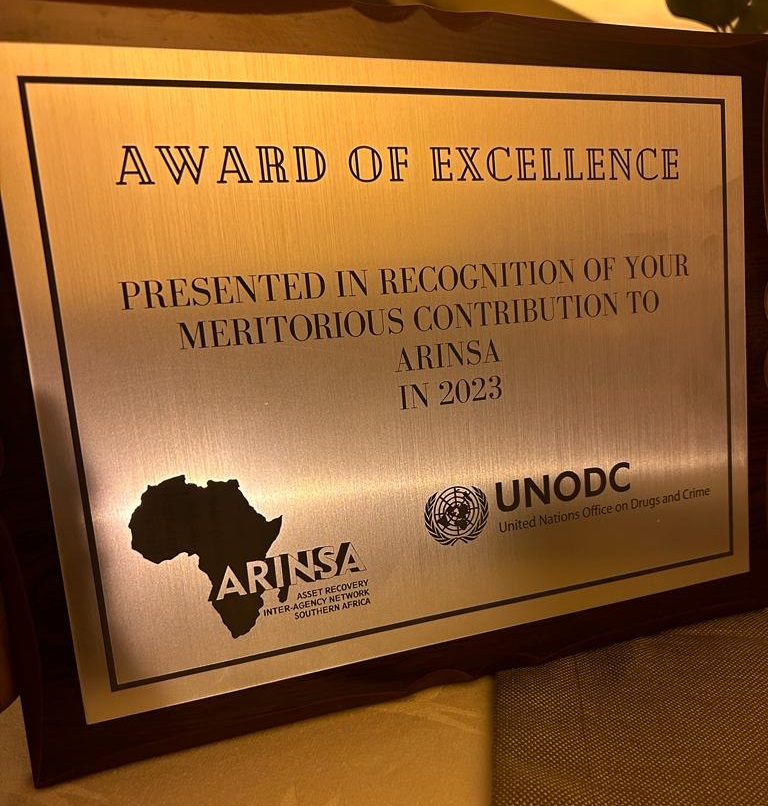 AWARD OF EXCELLENCE
PRESENTED IN RECOGNITION OF YOUR
MERITORIOUS CONTRIBUTION TO
ARINSA
IN 2023
ARINSA
ASSET RECOVERY
INTER-AGENCY NETWORK
SOUTHERN AFRICA
UNODC
United Nations Office on Drugs and Crime